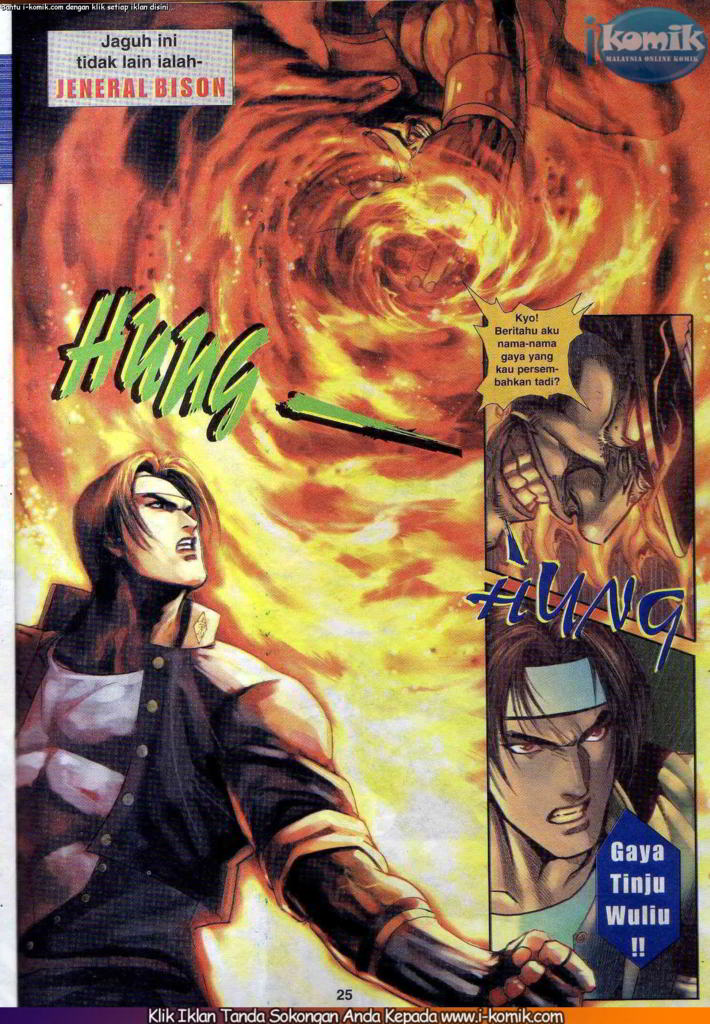 Bantu i-komik.com dengan klik setiap iklan disini...
ikomik
MALAYSIA ONLINE KOMIK
Jaguh ini
tidak lain ialah-
JENERAL BISON
HUNG
Kyo!
Beritahu aku
nama-nama
gaya yang
kau persem-
bahkan tadi?
HUNG
Gaya
Tinju
Wuliu
!!
25
Klik Iklan Tanda Sokongan Anda Kepada www.i-komik.com